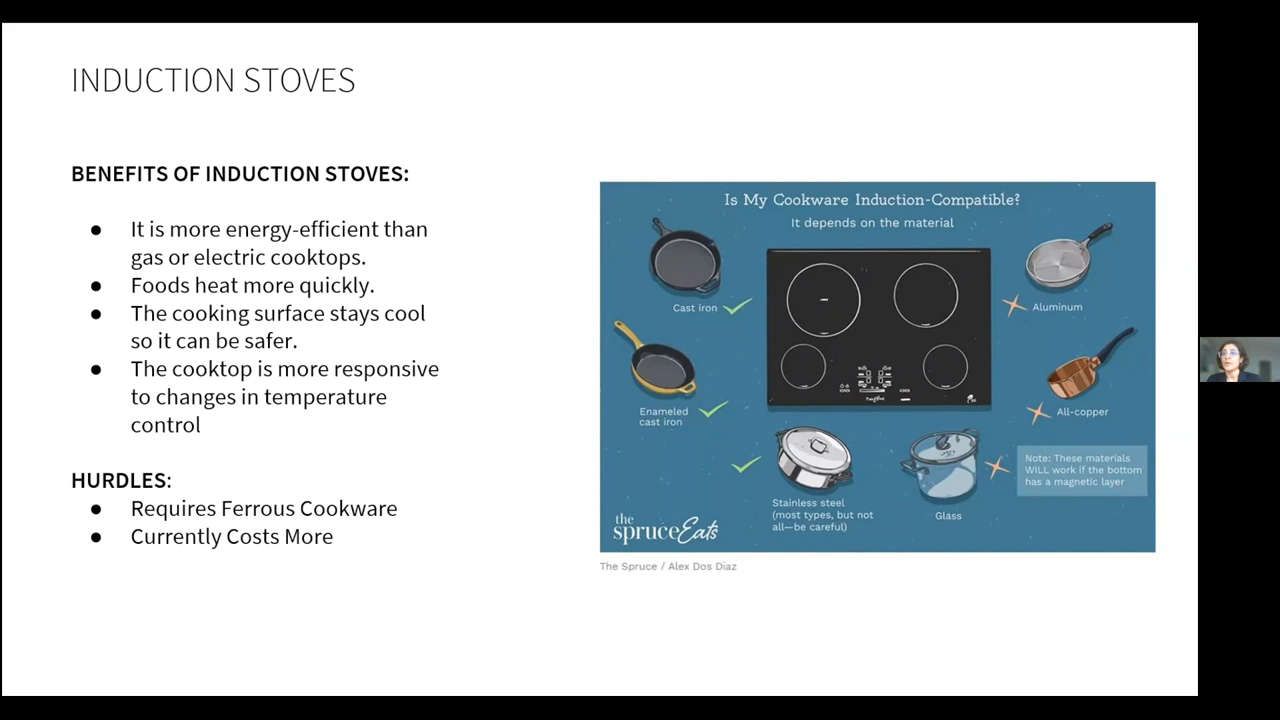 INDUCTION STOVES
BENEFITS OF INDUCTION STOVES:
● It is more energy-efficient than
gas or electric cooktops.
● Foods heat more quickly.
● The cooking surface stays cool
so it can be safer.
● The cooktop is more responsive
to changes in temperature
control
HURDLES:
● Requires Ferrous Cookware
● Currently Costs More
Is My Cookware Induction-Compatible?
It depends on the material
Cast iron
Aluminum
Enameled
cast iron
All-copper
Stainless steel
(most types, but not
all—be careful)
Glass
Note: These materials
WILL work if the bottom
has a magnetic layer
the
spruceEats
The Spruce / Alex Dos Diaz